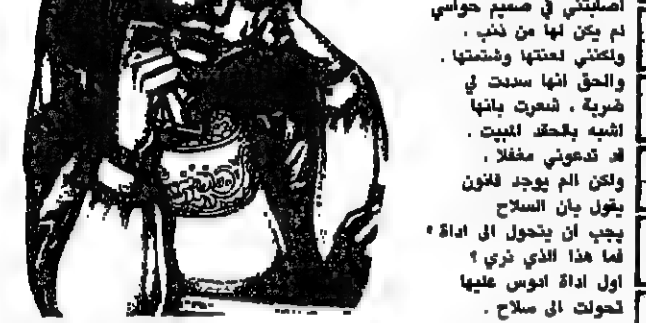 اصابتني في صميم حواسي
لم يكن لها من ذنب .
ولكنني لعنتها وشتمتها .
والحق انها سددت لي
ضربة ، شعرت بانها
اشبه بالحقد المبيت .
قد تدعوني مغفلا ،
ولكن الم يوجد قانون
يقول بان السلاح
يجب ان يتحول الى اداة ؟
فما هذا الذي نرى ؟
اول اداة ادوس عليها
تحولت الى سلاح .